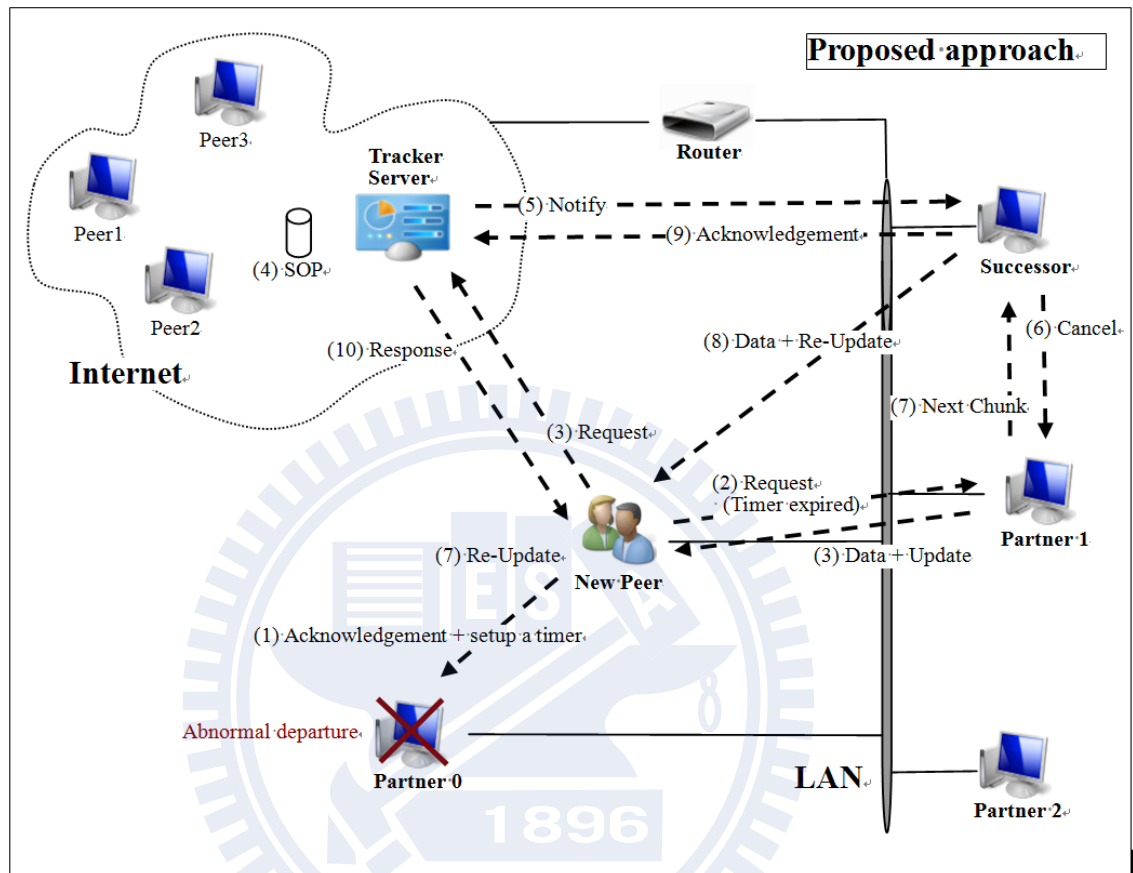 Proposed approach
Peer3
Router
Tracker
Server
Peer1
(5) Notify
(9) Acknowledgement
(4) SOP
Successor
Peer2
(6) Cancel
(8) Data + Re-Update
(10) Response
Internet
(7) Next Chunk
(3) Request
(2) Request
(Timer expired)
Partner 1
(7) Re-Update
(3) Data + Update
New Peer
(1) Acknowledgement + setup a timer
Abnormal departure
Partner 0
LAN
Partner 2
E S A
8
1896